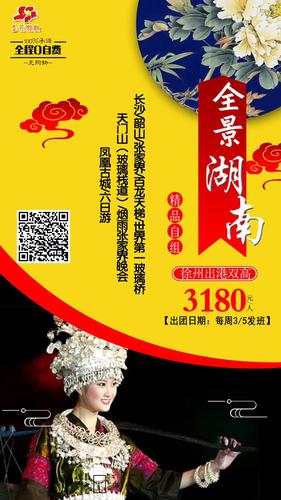 100%承诺
全程0自费
—无购物—
全景湖南
精品自组
长沙/韶山/张家界/百龙天梯/世界第一玻璃桥
天门山（玻璃栈道）/烟雨张家界晚会
凤凰古城/六日游
徐州出港双高
3180元/人
【出团日期：每周3/5发班】